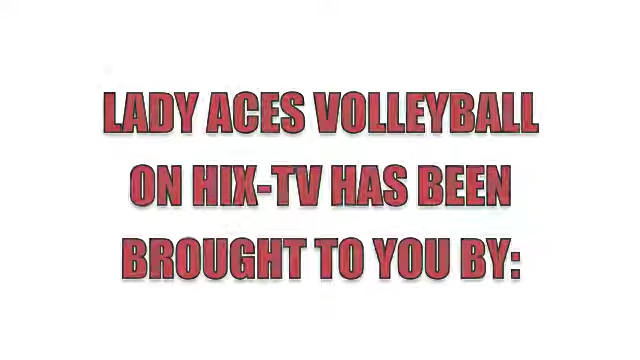 LADY ACES VOLLEYBALL
ON HIX-TV HAS BEEN
BROUGHT TO YOU BY: